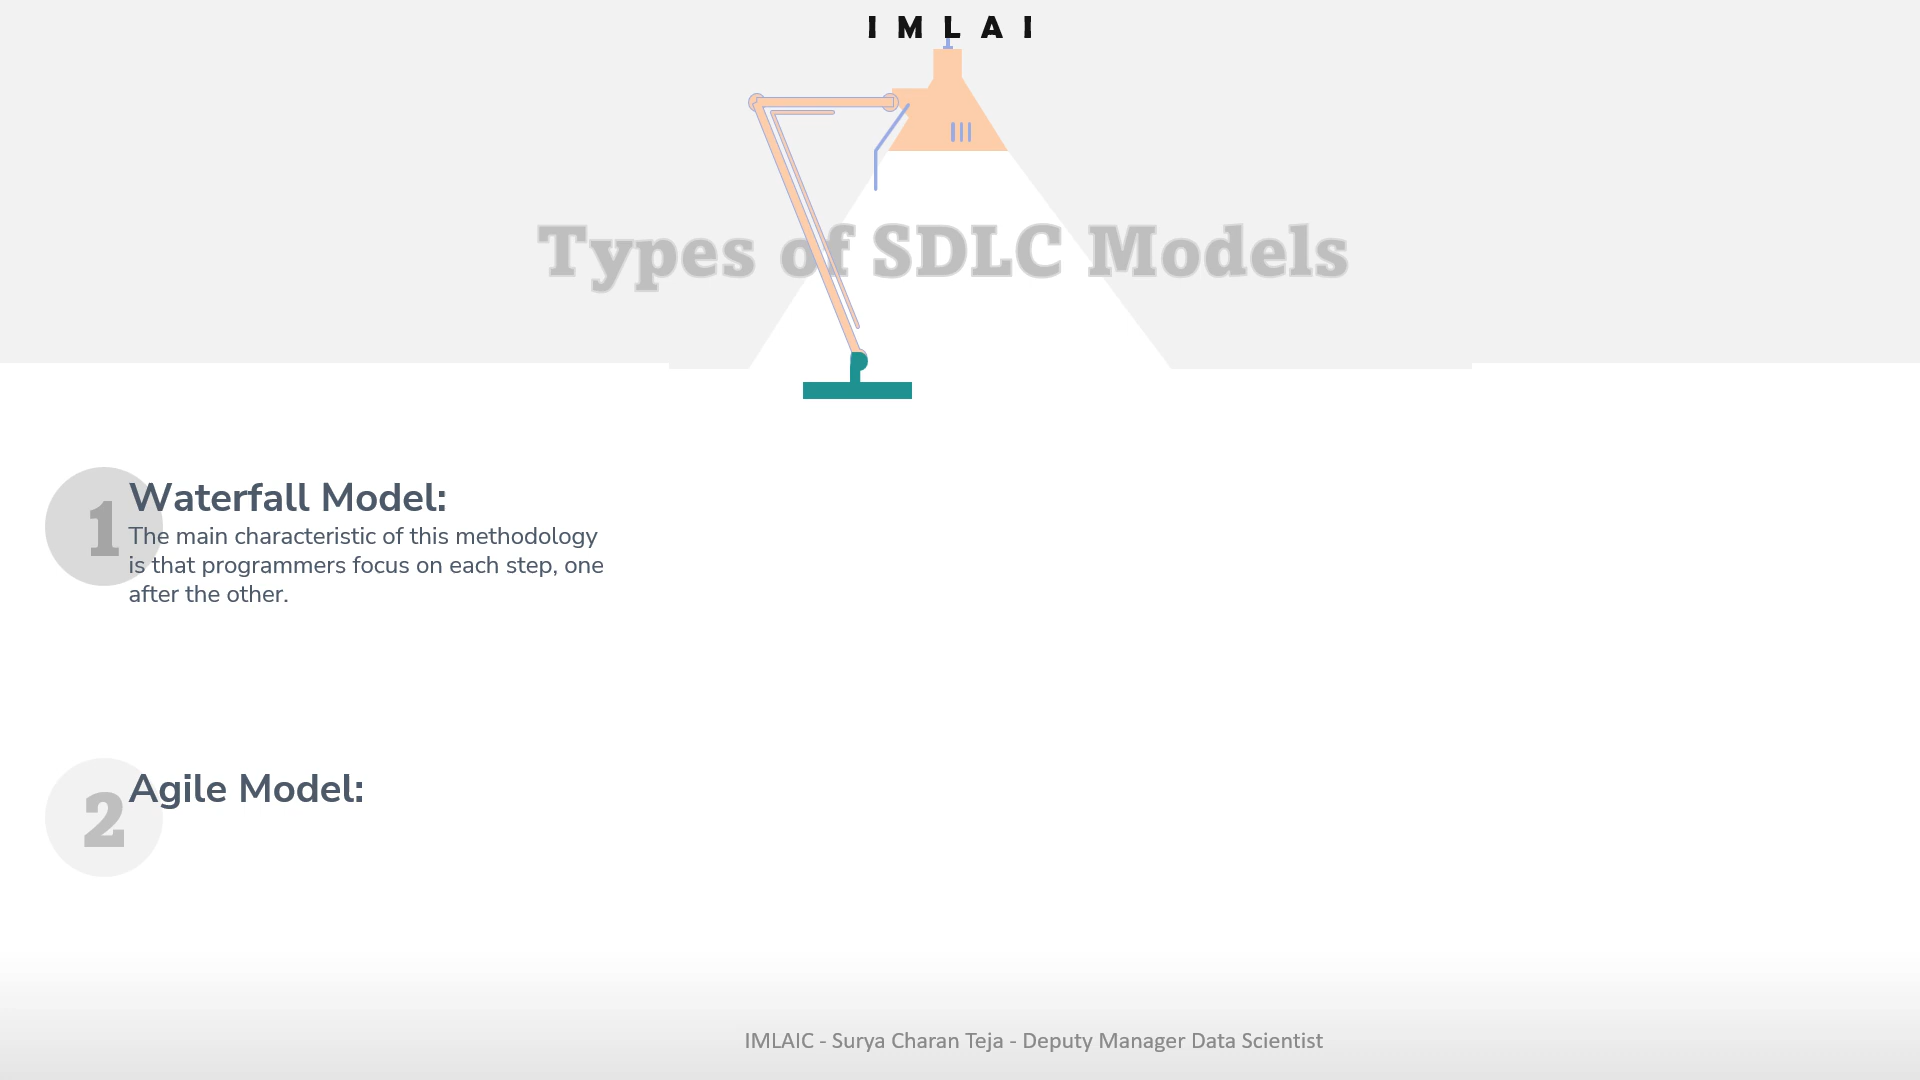 IMLAI
Types of SDLC Models
1
Waterfall Model:
The main characteristic of this methodology
is that programmers focus on each step, one
after the other.
2
Agile Model:
IMLAIC - Surya Charan Teja - Deputy Manager Data Scientist